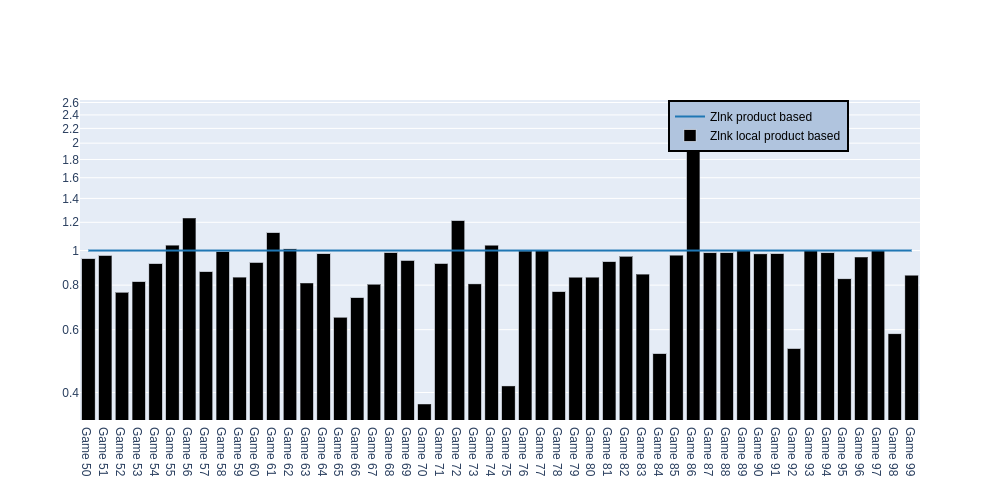 2.6
2.4
2.2
2
1.8
1.6
1.4
1.2
1
0.8
0.6
0.4
Zlnk product based
Zlnk local product based
Game 50
Game 51
Game 52
Game 53
Game 54
Game 55
Game 56
Game 57
Game 58
Game 59
Game 60
Game 61
Game 62
Game 63
Game 64
Game 65
Game 66
Game 67
Game 68
Game 69
Game 70
Game 71
Game 72
Game 73
Game 74
Game 75
Game 76
Game 77
Game 78
Game 79
Game 80
Game 81
Game 82
Game 83
Game 84
Game 85
Game 86
Game 87
Game 88
Game 89
Game 90
Game 91
Game 92
Game 93
Game 94
Game 95
Game 96
Game 97
Game 98
Game 99